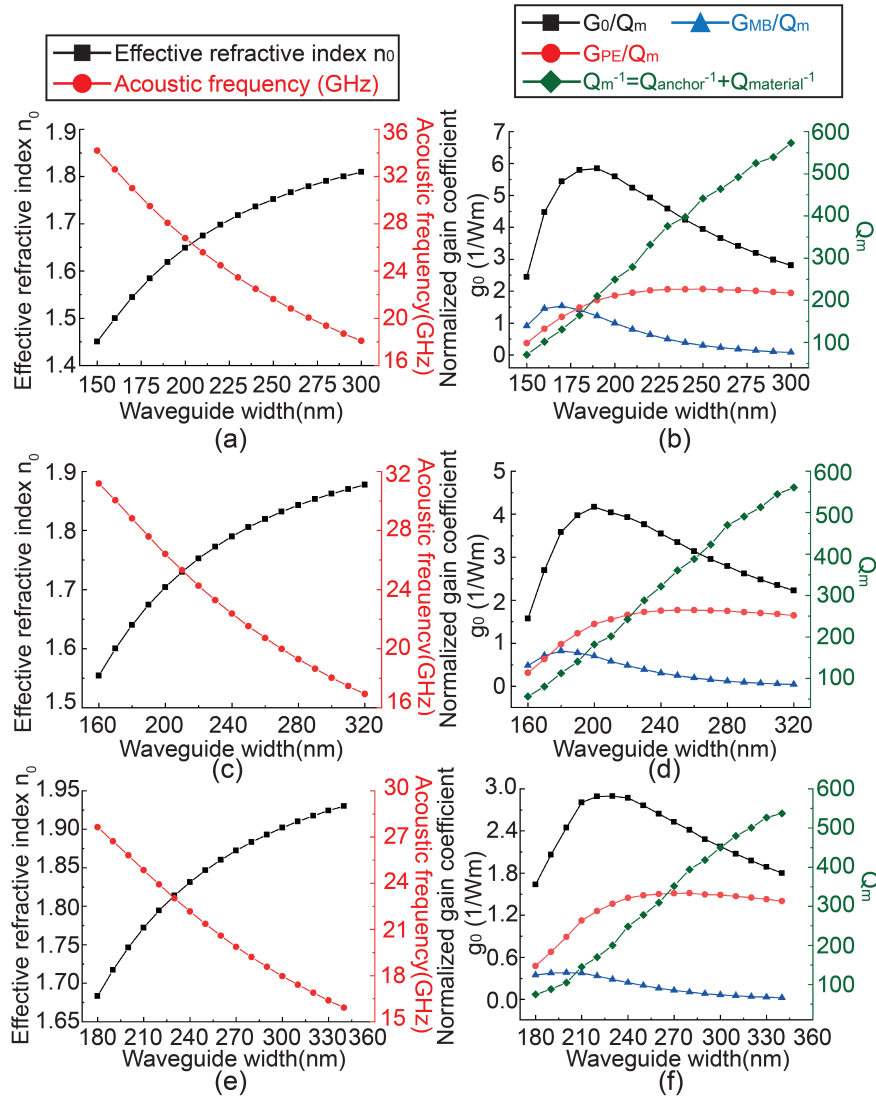 Effective refractive index n0
Acoustic frequency (GHz)
G0/Qm
GMB/Qm
GPE/Qm
Qm-1=Qanchor-1+Qmaterial-1
Effective refractive index n0
1.9
1.8
1.7
1.6
1.5
1.4
36
32
28
24
20
16
Acoustic frequency(GHz)
150 175 200 225 250 275 300
Waveguide width(nm)
(a)
Normalized gain coefficient
g0 (1/Wm)
7
6
5
4
3
2
1
0
600
500
400
300
200
100
Qm
150 175 200 225 250 275 300
Waveguide width(nm)
(b)
Effective refractive index n0
1.9
1.8
1.7
1.6
1.5
32
28
24
20
16
Acoustic frequency(GHz)
160 180 200 220 240 260 280 300 320
Waveguide width(nm)
(c)
Normalized gain coefficient
g0 (1/Wm)
5
4
3
2
1
0
600
500
400
300
200
100
Qm
160 200 240 280 320
Waveguide width(nm)
(d)
Effective refractive index n0
1.95
1.90
1.85
1.80
1.75
1.70
1.65
30
27
24
21
18
15
Acoustic frequency(GHz)
180 210 240 270 300 330 360
Waveguide width(nm)
(e)
Normalized gain coefficient
g0 (1/Wm)
3.0
2.4
1.8
1.2
0.6
0.0
600
500
400
300
200
100
Qm
180 210 240 270 300 330 360
Waveguide width(nm)
(f)